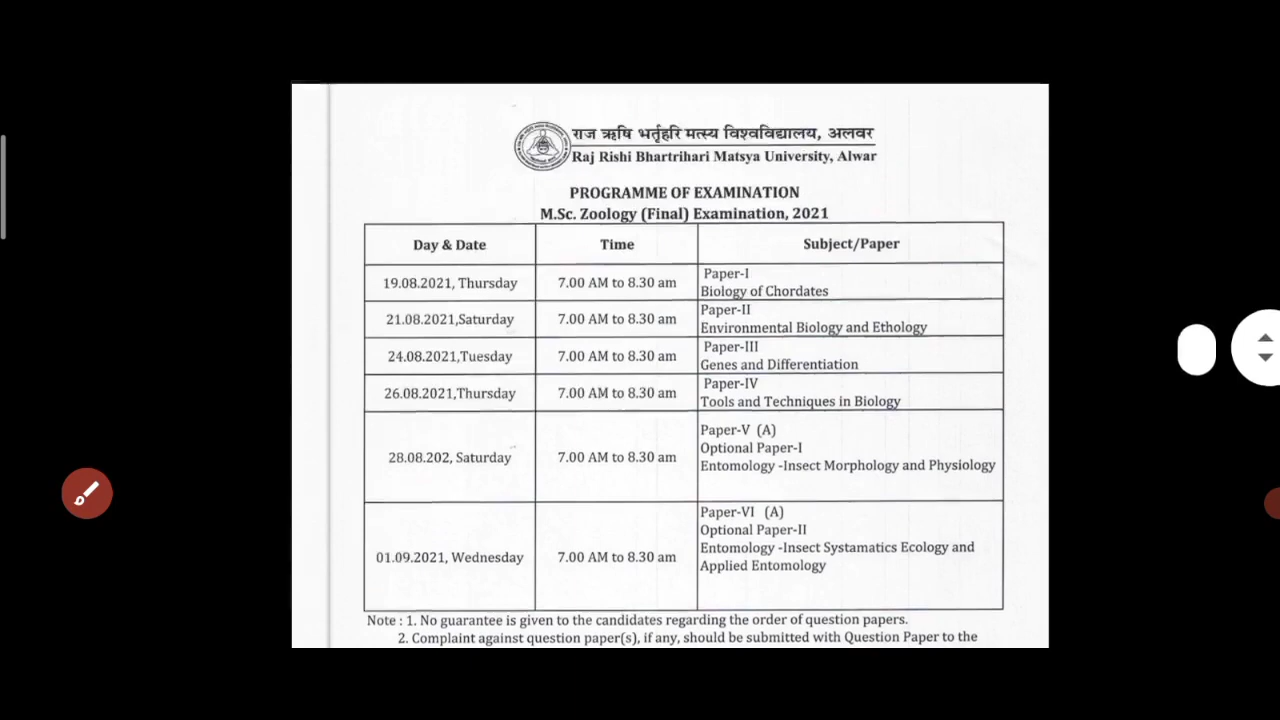 राज ऋषि भर्तृहरि मत्स्य विश्वविद्यालय, अलवर
Raj Rishi Bhartrihari Matsya University, Alwar
PROGRAMME OF EXAMINATION
M.Sc. Zoology (Final) Examination, 2021
Day & Date Time Subject/Paper
19.08.2021, Thursday 7.00 AM to 8.30 am Paper-I
Biology of Chordates
21.08.2021,Saturday 7.00 AM to 8.30 am Paper-II
Environmental Biology and Ethology
24.08.2021,Tuesday 7.00 AM to 8.30 am Paper-III
Genes and Differentiation
26.08.2021,Thursday 7.00 AM to 8.30 am Paper-IV
Tools and Techniques in Biology
28.08.202, Saturday 7.00 AM to 8.30 am Paper-V (A)
Optional Paper-I
Entomology -Insect Morphology and Physiology
01.09.2021, Wednesday 7.00 AM to 8.30 am Paper-VI (A)
Optional Paper-II
Entomology -Insect Systamatics Ecology and
Applied Entomology
Note : 1. No guarantee is given to the candidates regarding the order of question papers.
2. Complaint against question paper(s), if any, should be submitted with Question Paper to the